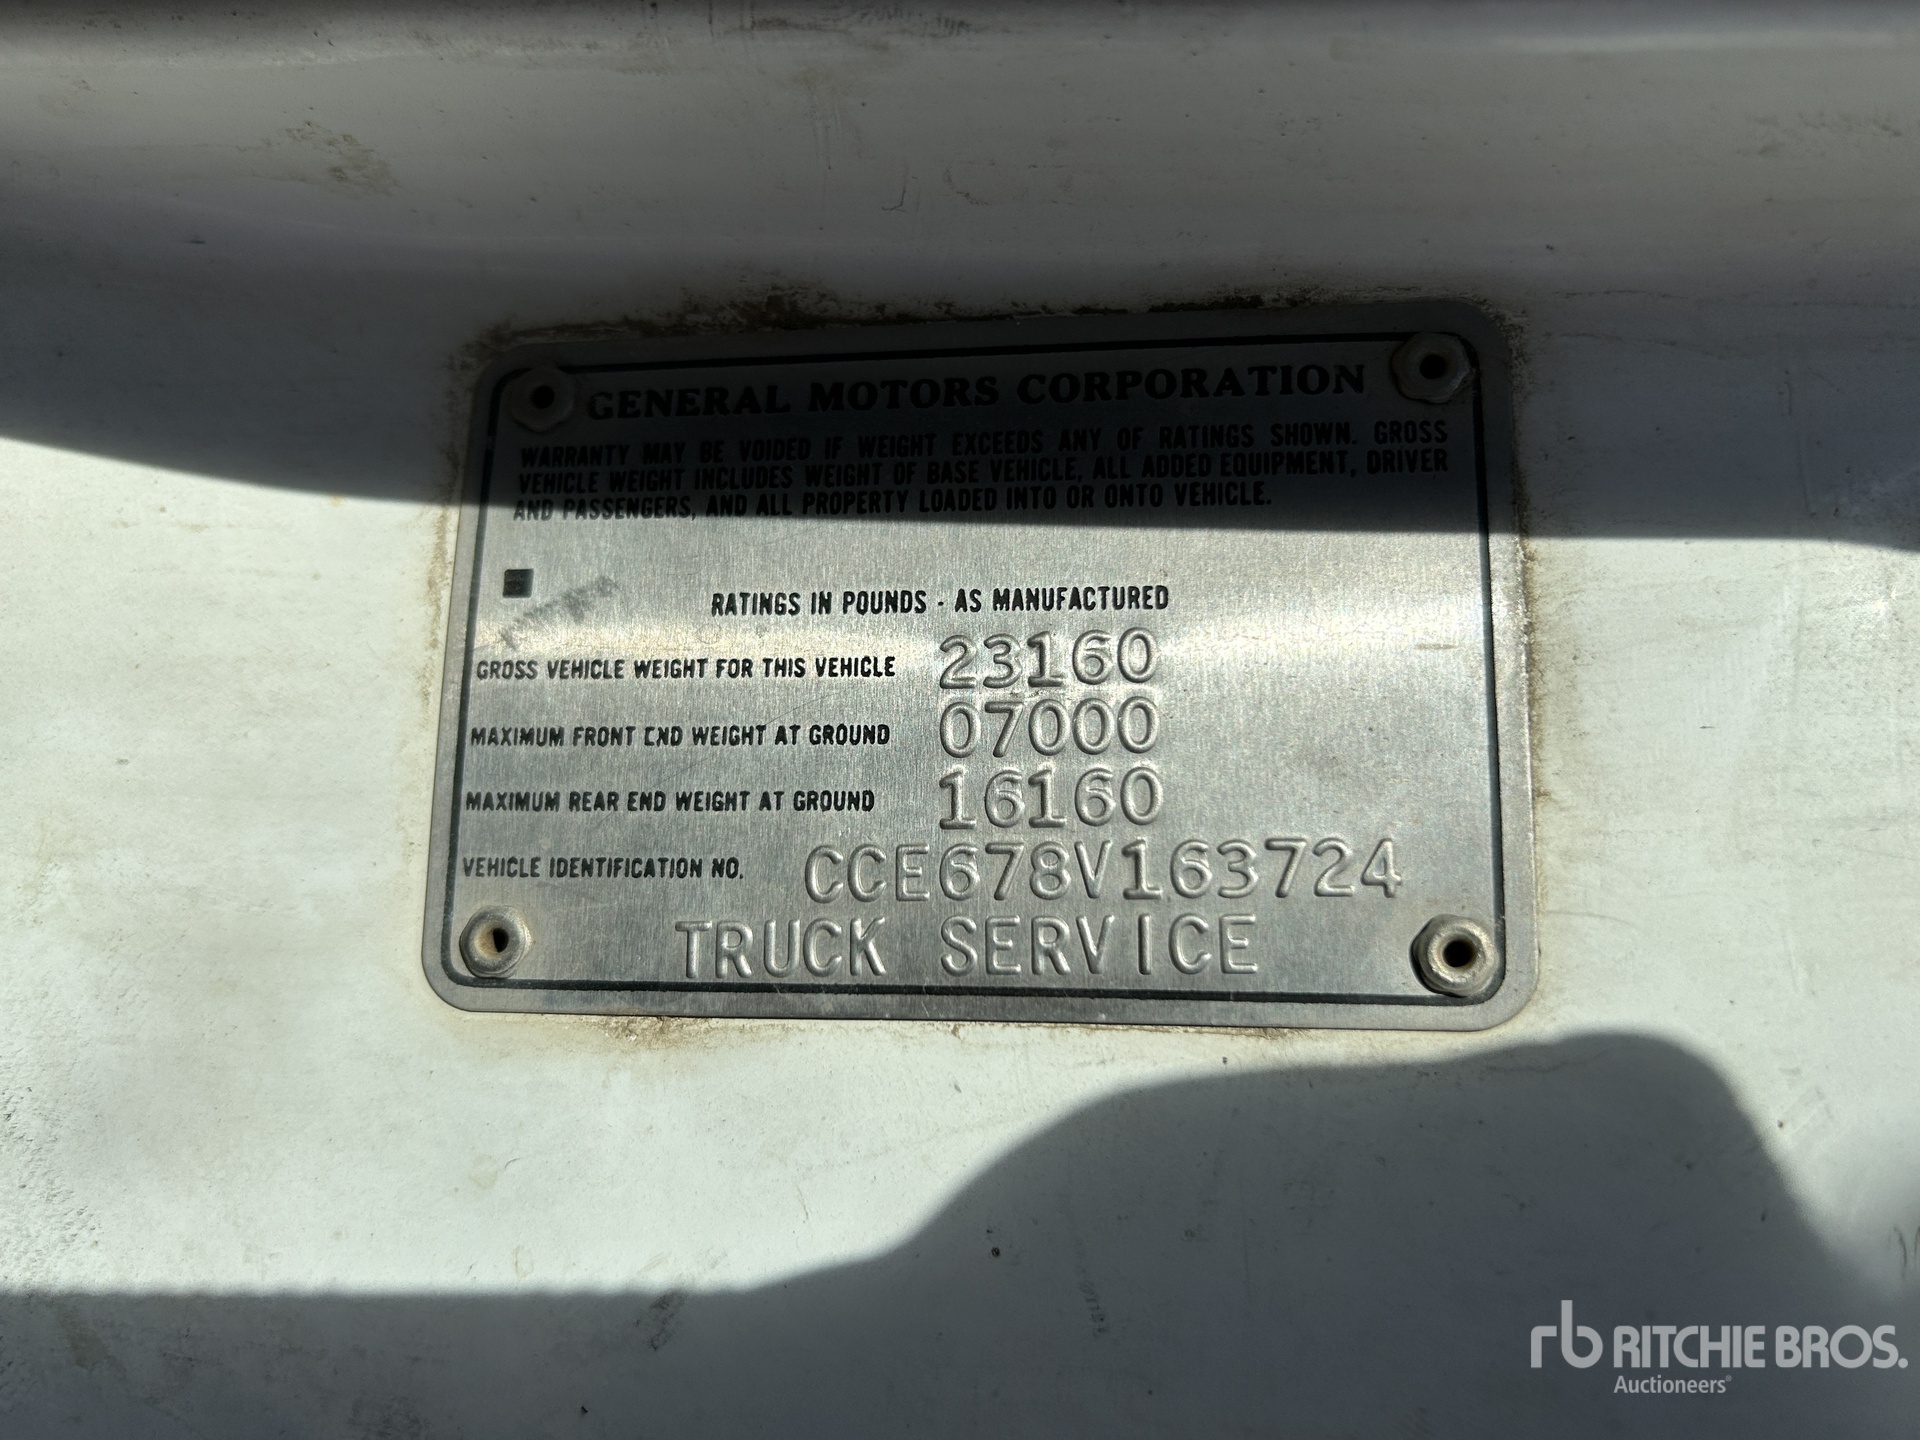 GENERAL MOTORS CORPORATION
WARRANTY MAY BE VOIDED IF WEIGHT EXCEEDS ANY OF RATINGS SHOWN. GROSS
VEHICLE WEIGHT INCLUDES WEIGHT OF BASE VEHICLE, ALL ADDED EQUIPMENT, DRIVER
AND PASSENGERS, AND ALL PROPERTY LOADED INTO OR ONTO VEHICLE.
RATINGS IN POUNDS - AS MANUFACTURED
GROSS VEHICLE WEIGHT FOR THIS VEHICLE 23160
MAXIMUM FRONT END WEIGHT AT GROUND 07000
MAXIMUM REAR END WEIGHT AT GROUND 16160
VEHICLE IDENTIFICATION NO. CCE678V163724
TRUCK SERVICE
rb RITCHIE BROS.
Auctioneers